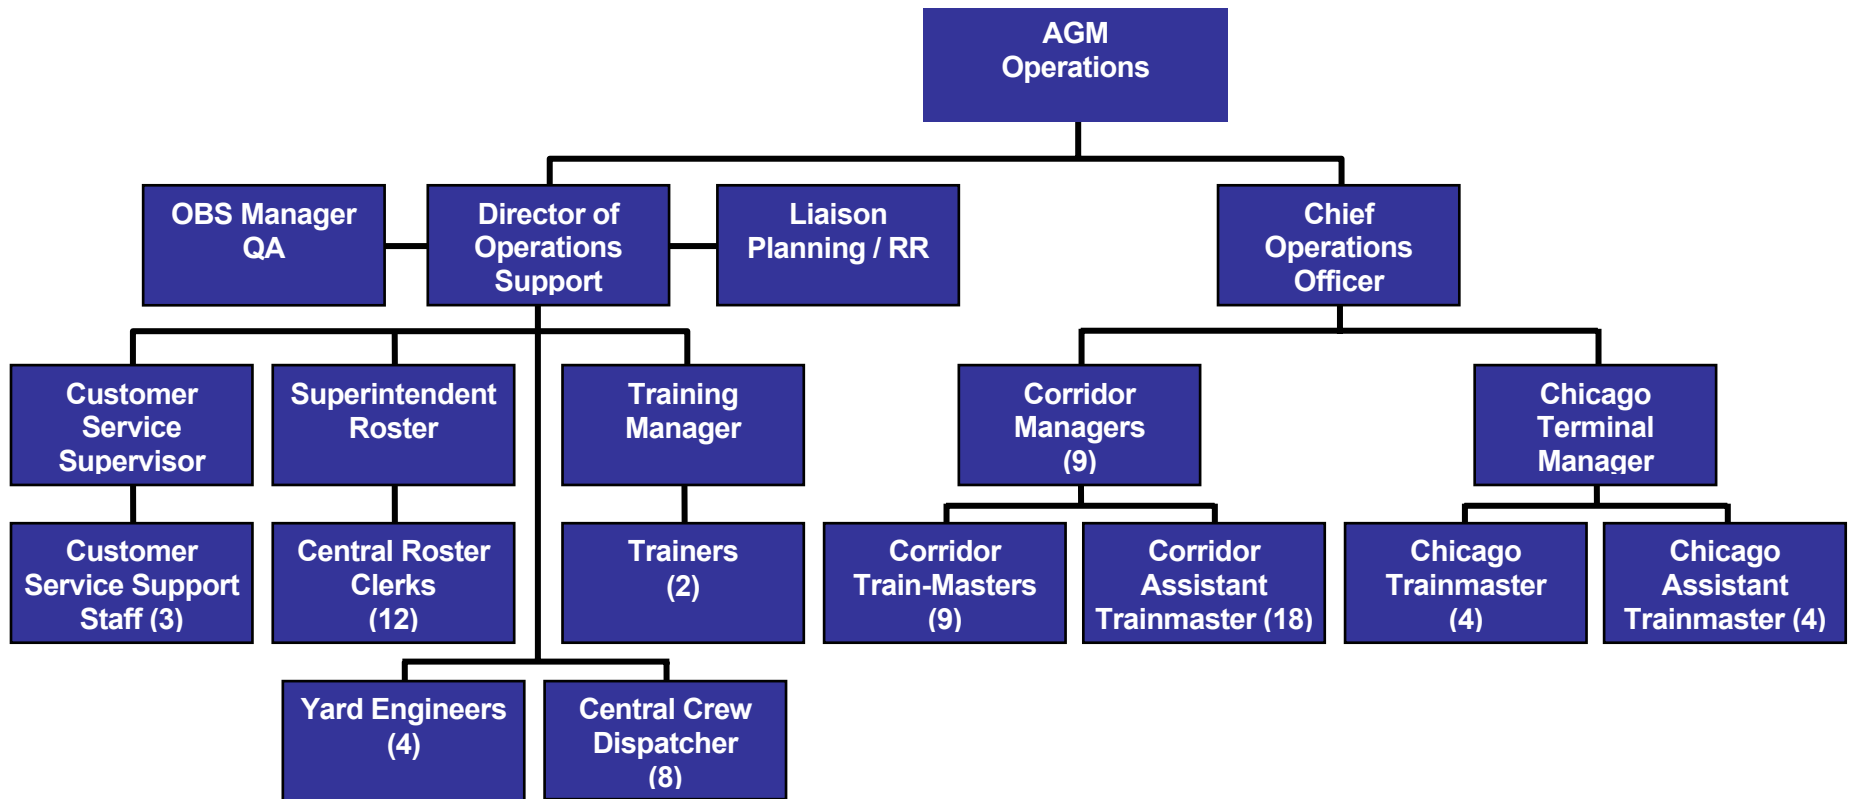 AGM
Operations
OBS Manager
QA
Director of
Operations
Support
Liaison
Planning / RR
Chief
Operations
Officer
Customer
Service
Supervisor
Superintendent
Roster
Training
Manager
Corridor
Managers
(9)
Chicago
Terminal
Manager
Customer
Service Support
Staff (3)
Central Roster
Clerks
(12)
Trainers
(2)
Corridor
Train-Masters
(9)
Corridor
Assistant
Trainmaster (18)
Chicago
Trainmaster
(4)
Chicago
Assistant
Trainmaster (4)
Yard Engineers
(4)
Central Crew
Dispatcher
(8)